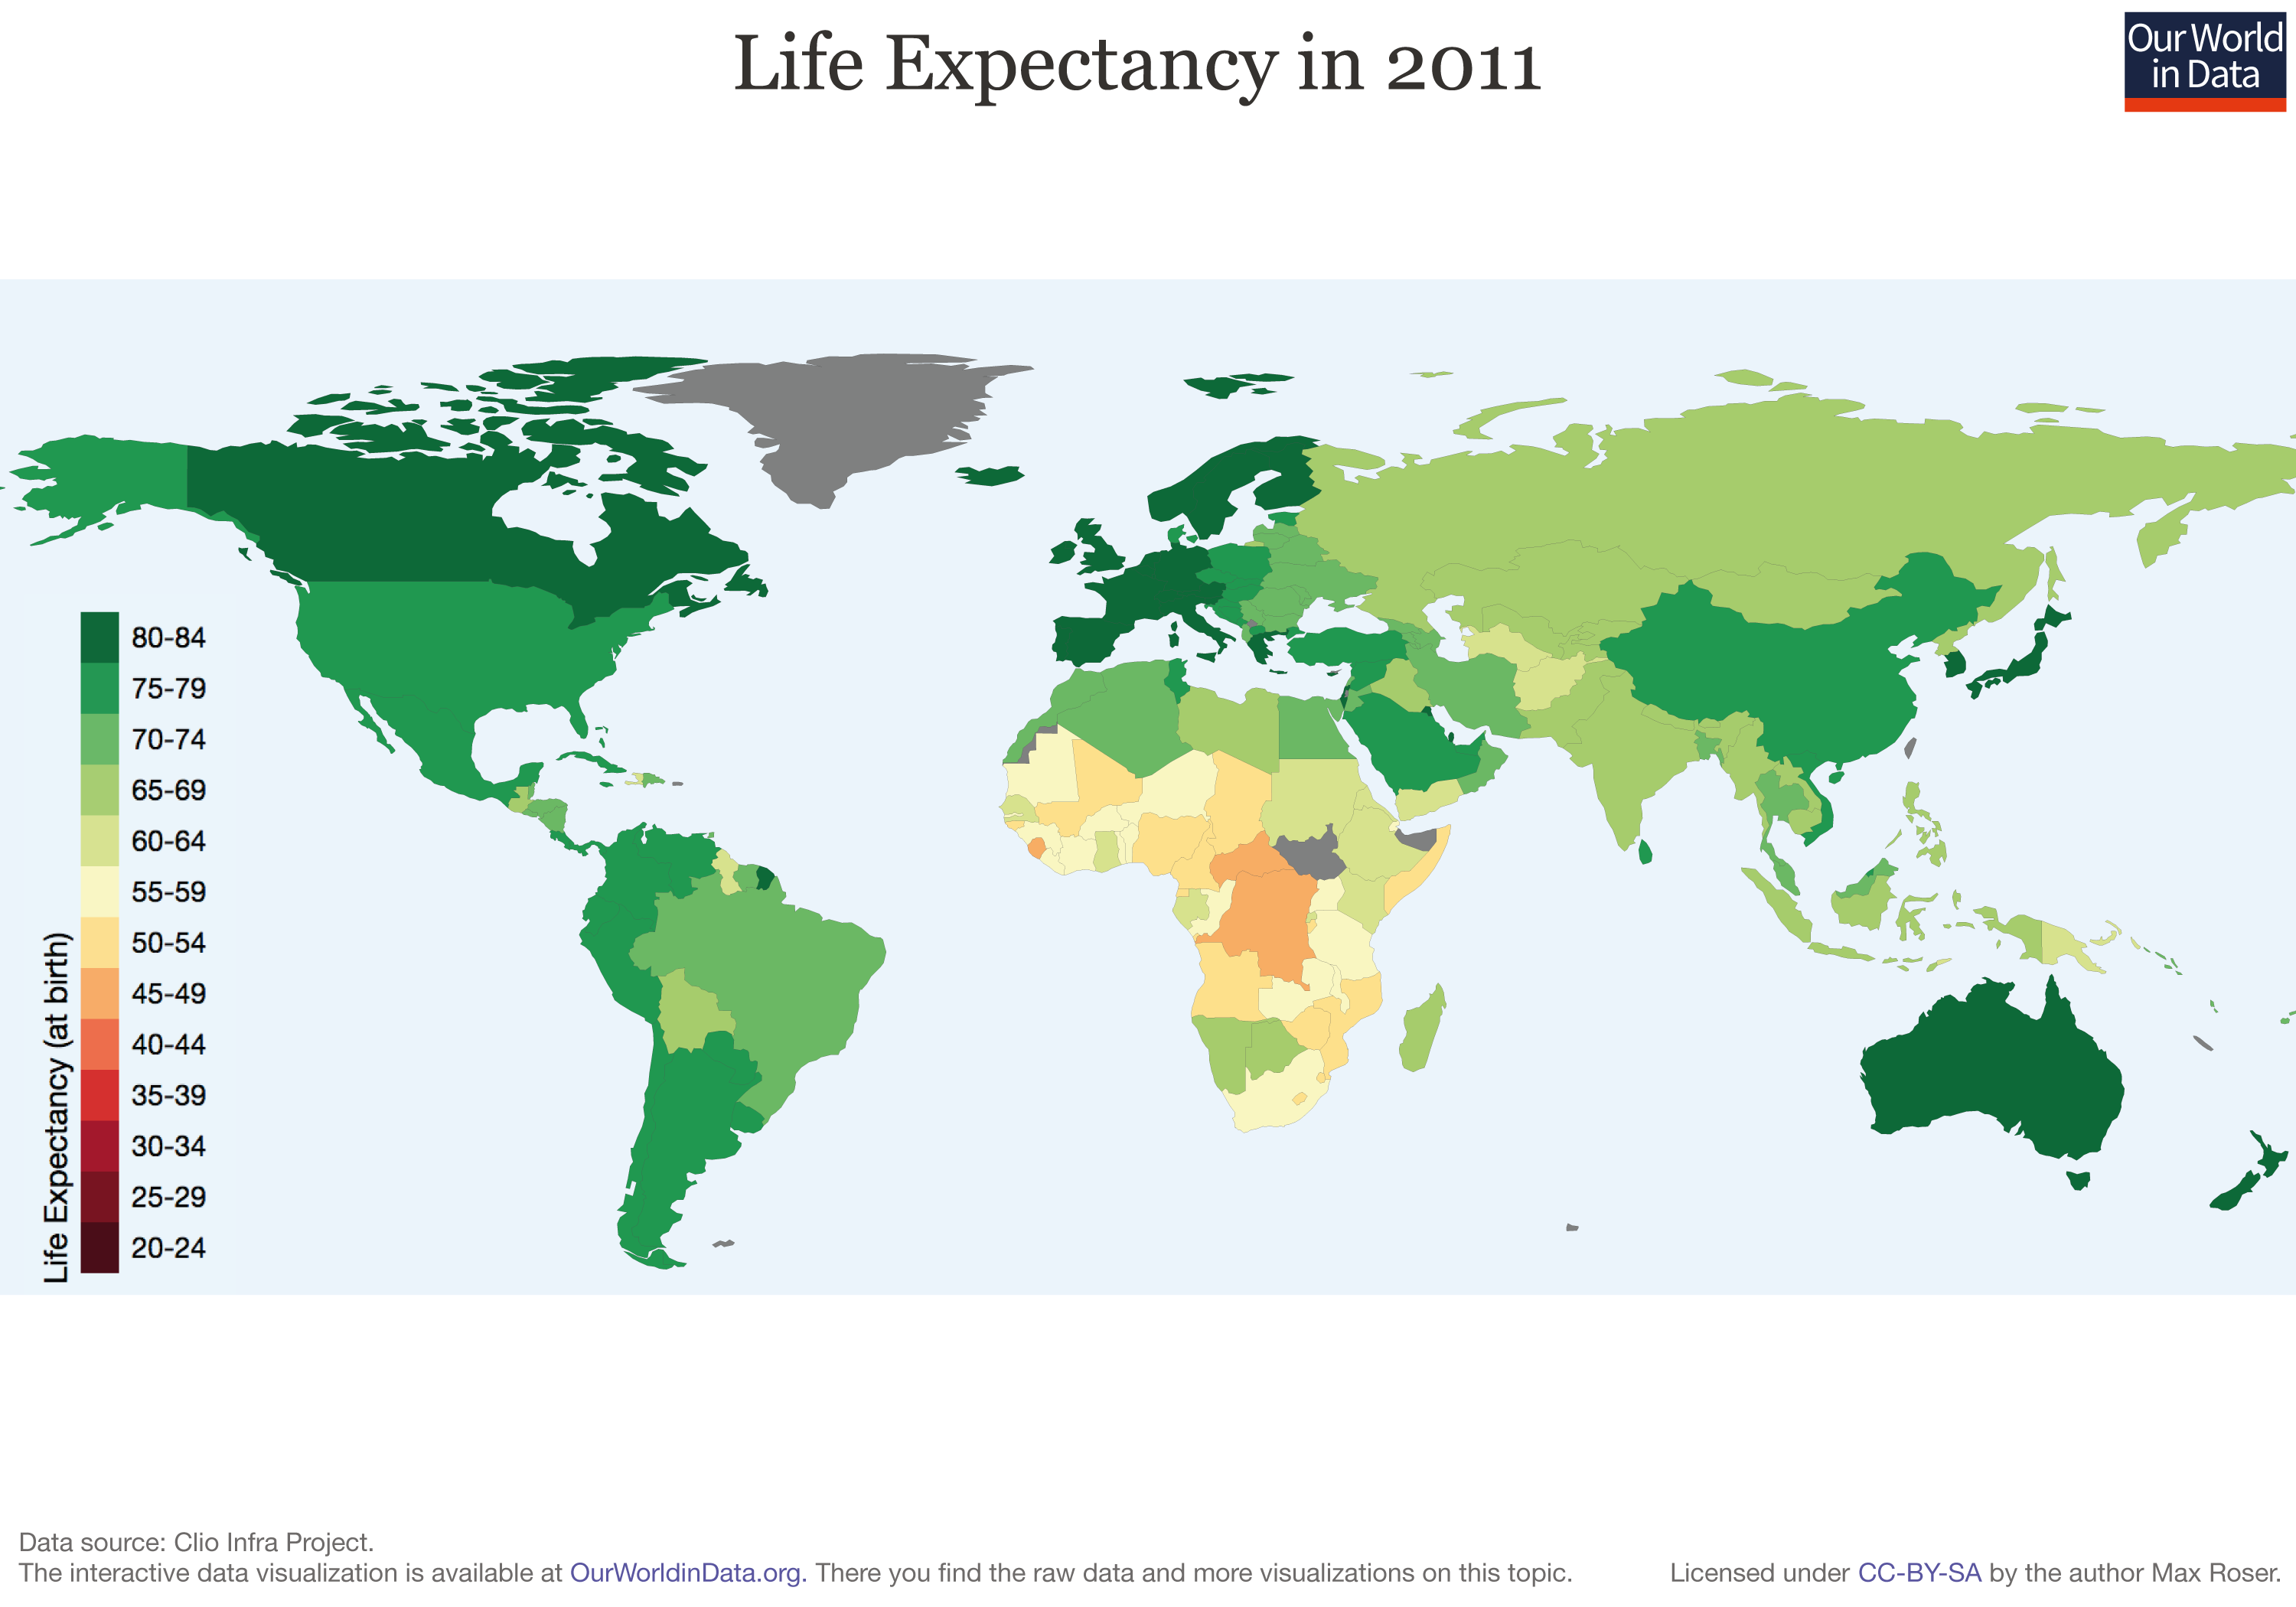 Life Expectancy in 2011
Our World
in Data
Life Expectancy (at birth)
80-84
75-79
70-74
65-69
60-64
55-59
50-54
45-49
40-44
35-39
30-34
25-29
20-24
Data source: Clio Infra Project.
The interactive data visualization is available at OurWorldinData.org. There you find the raw data and more visualizations on this topic.
Licensed under CC-BY-SA by the author Max Roser.